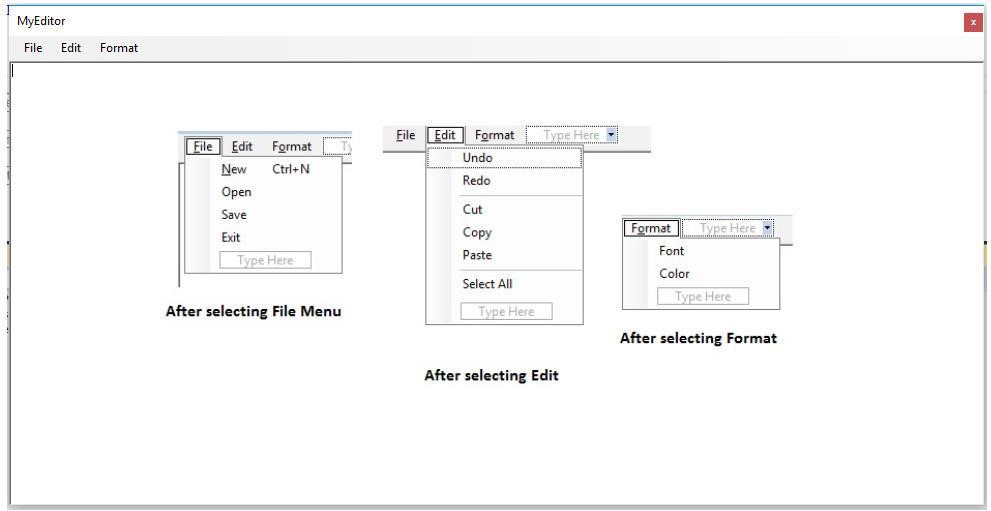 MyEditor
x
File Edit Format
File Edit Format Ty
New Ctrl+N
Open
Save
Exit
Type Here
After selecting File Menu
File Edit Format Type Here
Undo
Redo
Cut
Copy
Paste
Select All
Type Here
After selecting Edit
Format Type Here
Font
Color
Type Here
After selecting Format